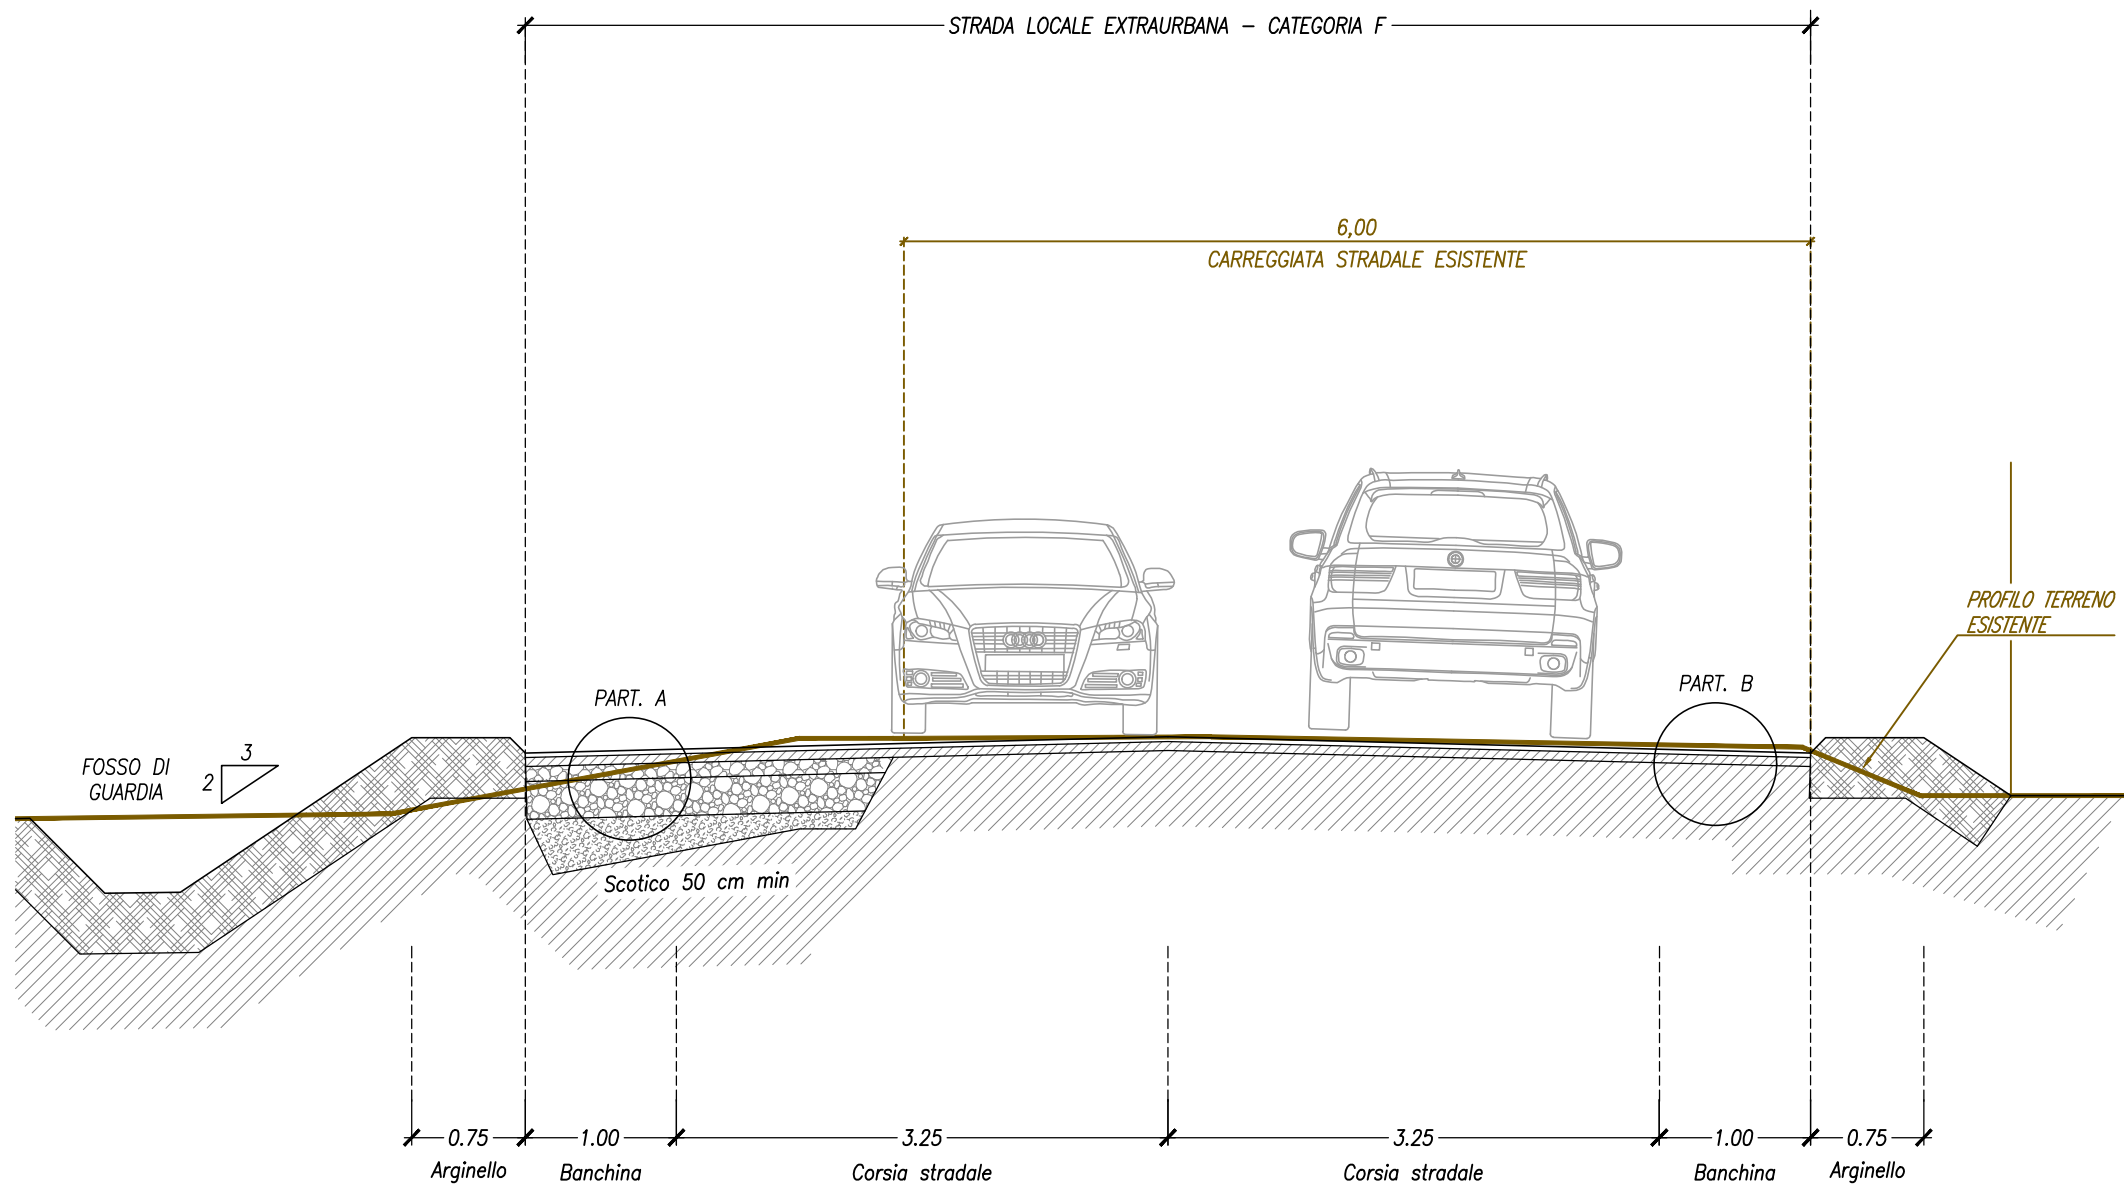 STRADA LOCALE EXTRAURBANA – CATEGORIA F
6,00
CARREGGIATA STRADALE ESISTENTE
PROFILO TERRENO
ESISTENTE
PART. A
PART. B
FOSSO DI
GUARDIA
3
2
Scotico 50 cm min
0.75
1.00
3.25
3.25
1.00
0.75
Arginello
Banchina
Corsia stradale
Corsia stradale
Banchina
Arginello